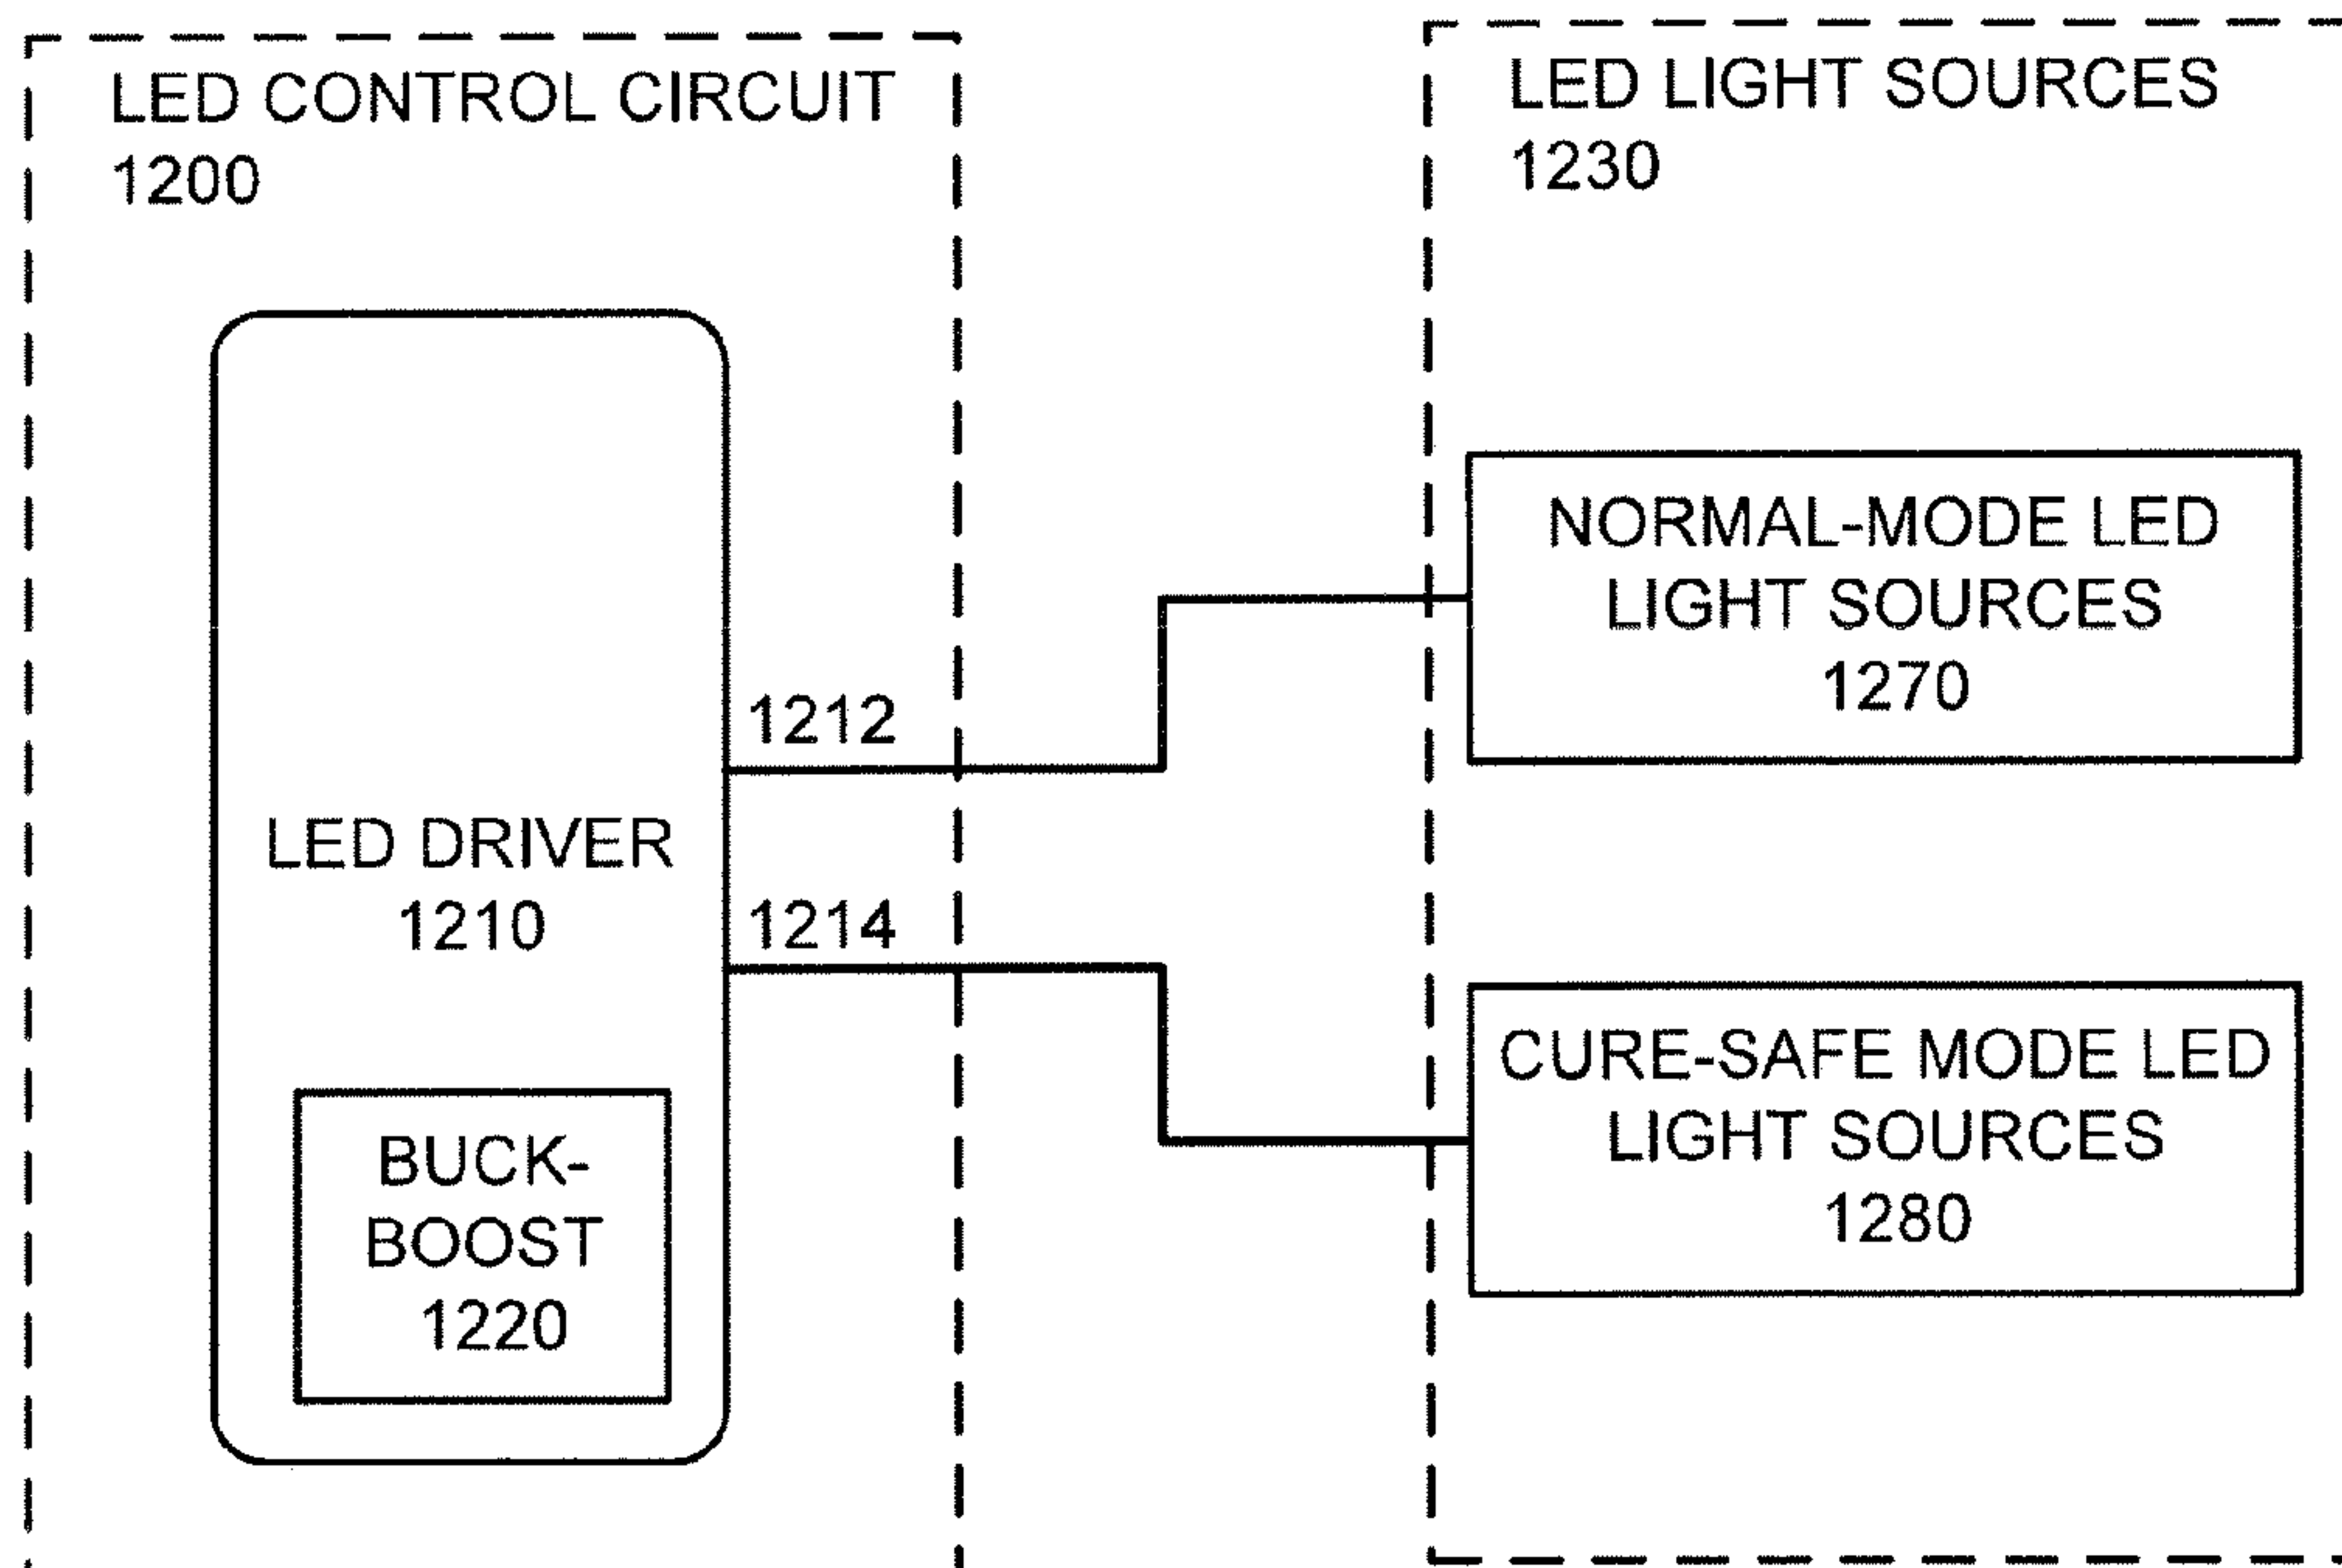 LED CONTROL CIRCUIT
1200
LED DRIVER
1210
BUCK-
BOOST
1220
1212
1214
LED LIGHT SOURCES
1230
NORMAL-MODE LED
LIGHT SOURCES
1270
CURE-SAFE MODE LED
LIGHT SOURCES
1280